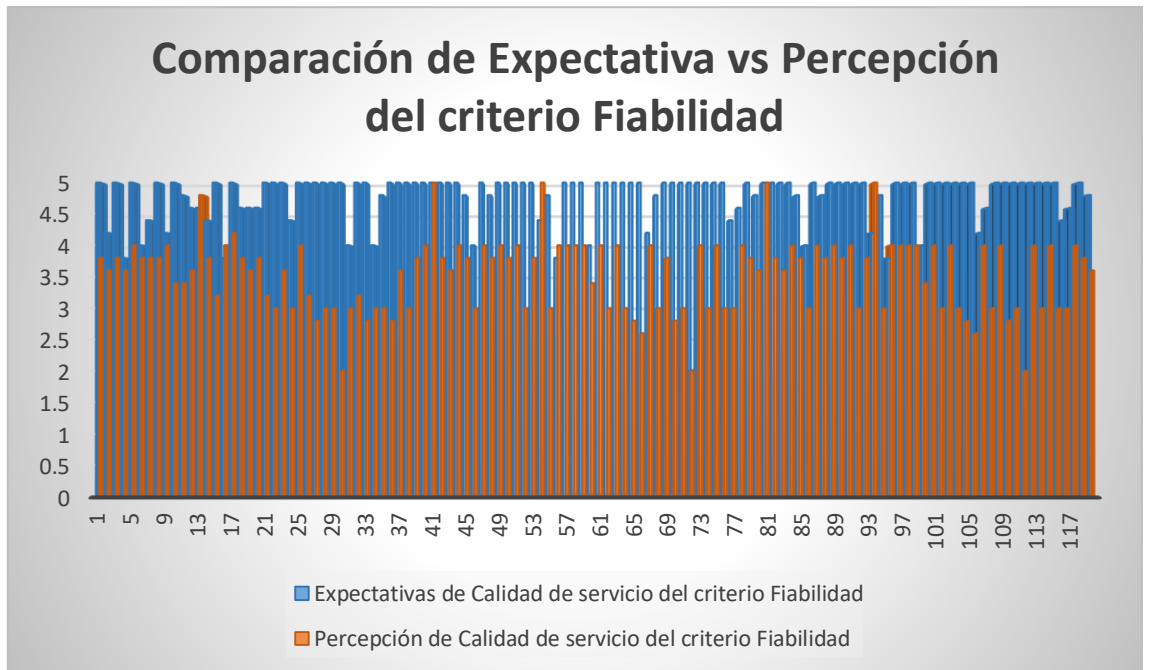 Comparación de Expectativa vs Percepción
del criterio Fiabilidad
5
4.5
4
3.5
3
2.5
2
1.5
1
0.5
0
1 5 9 13 17 21 25 29 33 37 41 45 49 53 57 61 65 69 73 77 81 85 89 93 97 101 105 109 113 117
Expectativas de Calidad de servicio del criterio Fiabilidad
Percepción de Calidad de servicio del criterio Fiabilidad